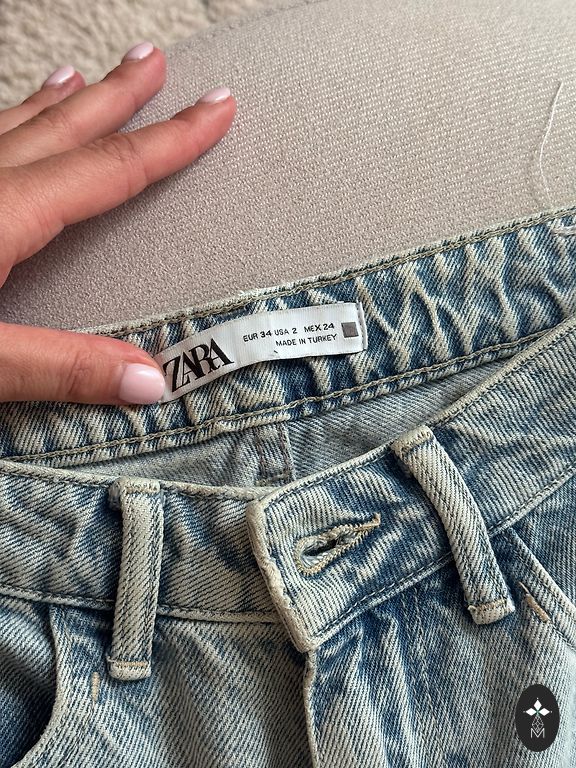 ZARA
EUR 34 USA 2 MEX 24
MADE IN TURKEY
M